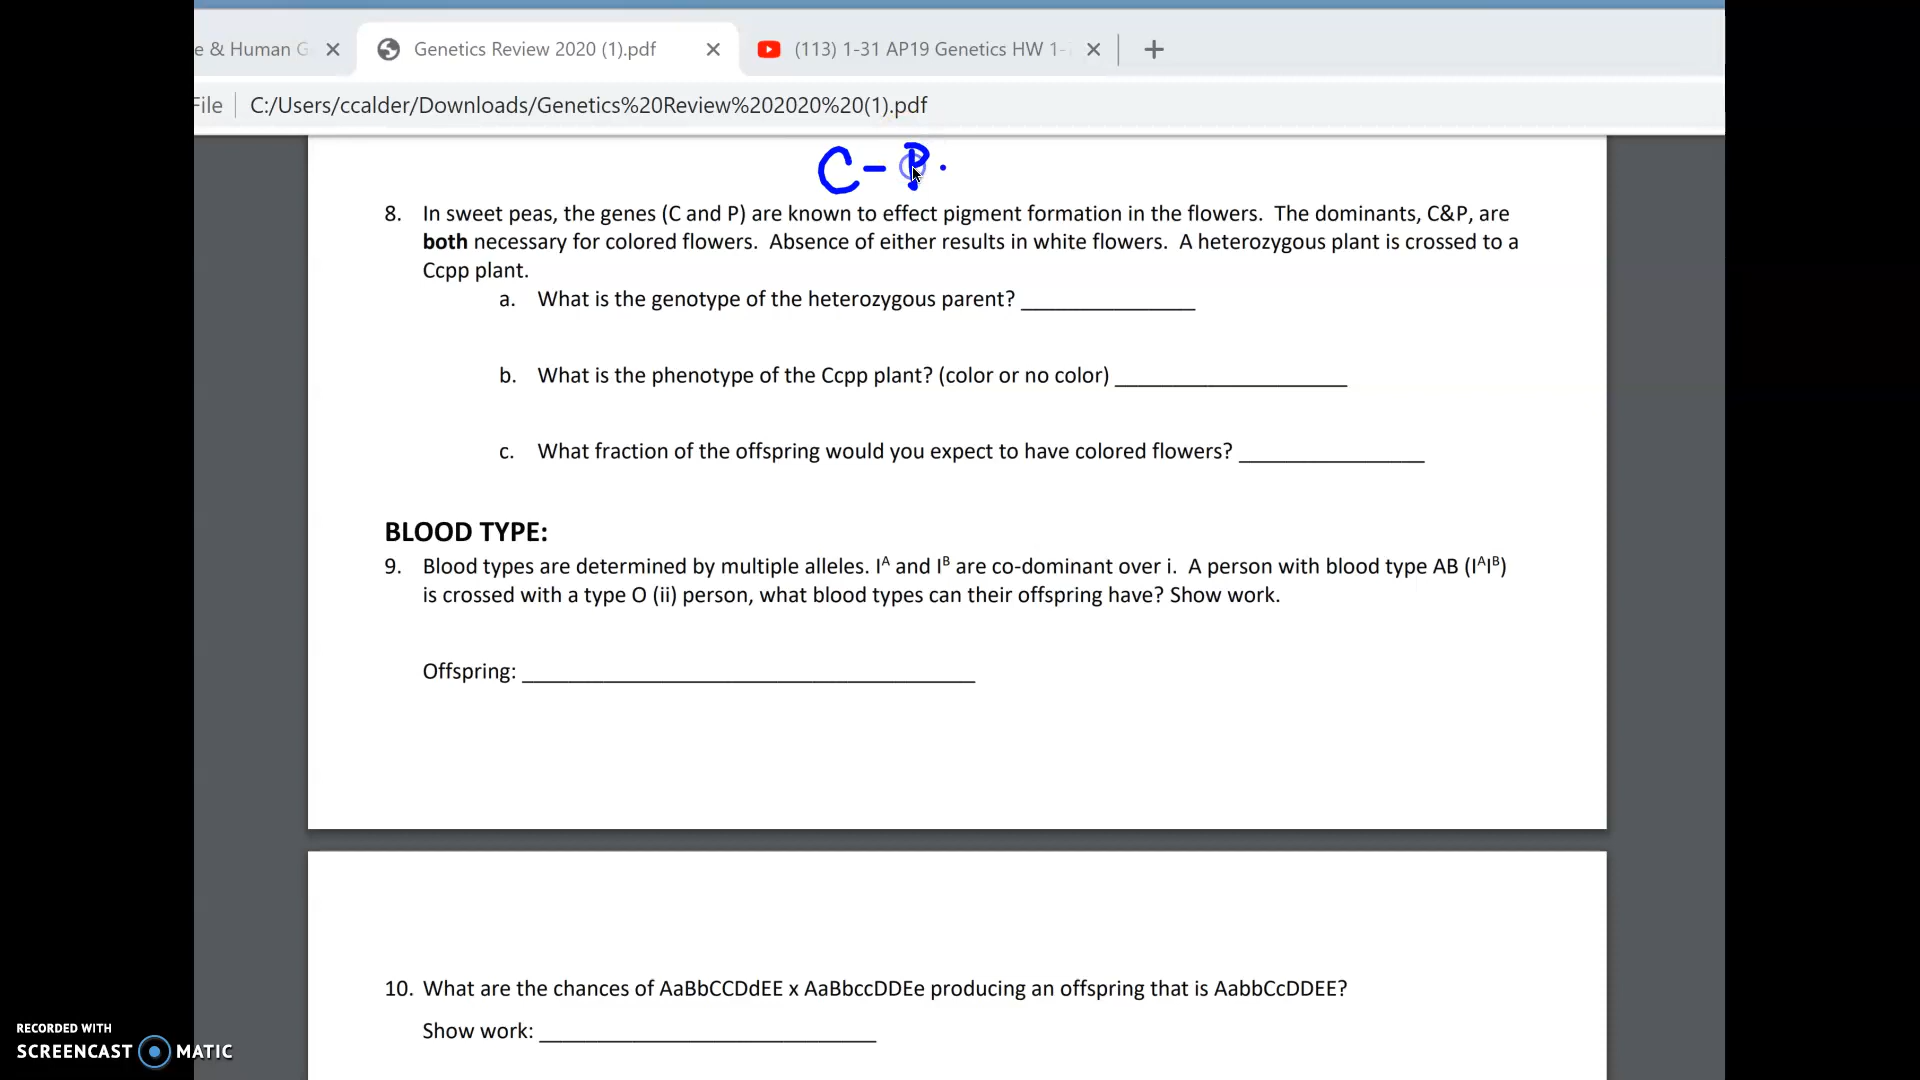 e & Human G
Genetics Review 2020 (1).pdf
(113) 1-31 AP19 Genetics HW 1-
File
C:/Users/ccalder/Downloads/Genetics%20Review%202020%20(1).pdf
C - P
8. In sweet peas, the genes (C and P) are known to effect pigment formation in the flowers. The dominants, C&P, are
both necessary for colored flowers. Absence of either results in white flowers. A heterozygous plant is crossed to a
Ccpp plant.
a. What is the genotype of the heterozygous parent? _______________
b. What is the phenotype of the Ccpp plant? (color or no color) ____________________
c. What fraction of the offspring would you expect to have colored flowers? ________________
BLOOD TYPE:
9. Blood types are determined by multiple alleles. Iᴬ and Iᴮ are co-dominant over i. A person with blood type AB (IᴬIᴮ)
is crossed with a type O (ii) person, what blood types can their offspring have? Show work.
Offspring: _______________________________________
10. What are the chances of AaBbCCDdEE x AaBbccDDEe producing an offspring that is AabbCcDDEE?
Show work: _____________________________
RECORDED WITH
SCREENCAST MATIC